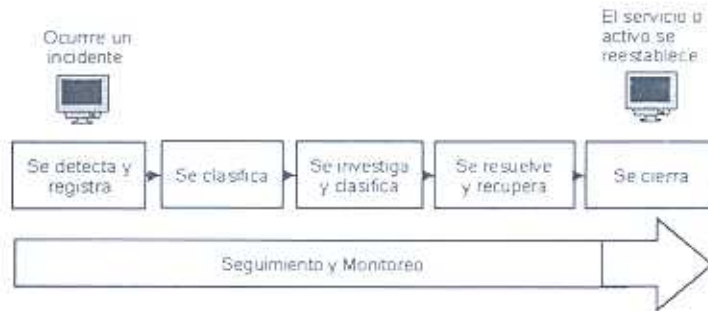 Ocurrre un
incidente
El servicio o
activo se
reestablece
Se detecta y
registra
Se clasifica
Se investiga
y clasifica
Se resuelve
y recupera
Se cierra
Seguimiento y Monitoreo